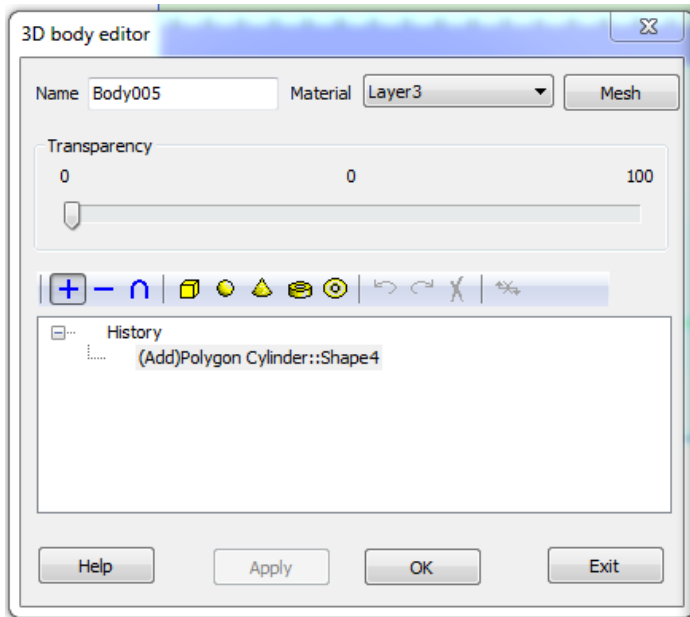 3D body editor
Name Body005 Material Layer3 Mesh
Transparency
0 0 100
History
(Add)Polygon Cylinder::Shape4
Help Apply OK Exit